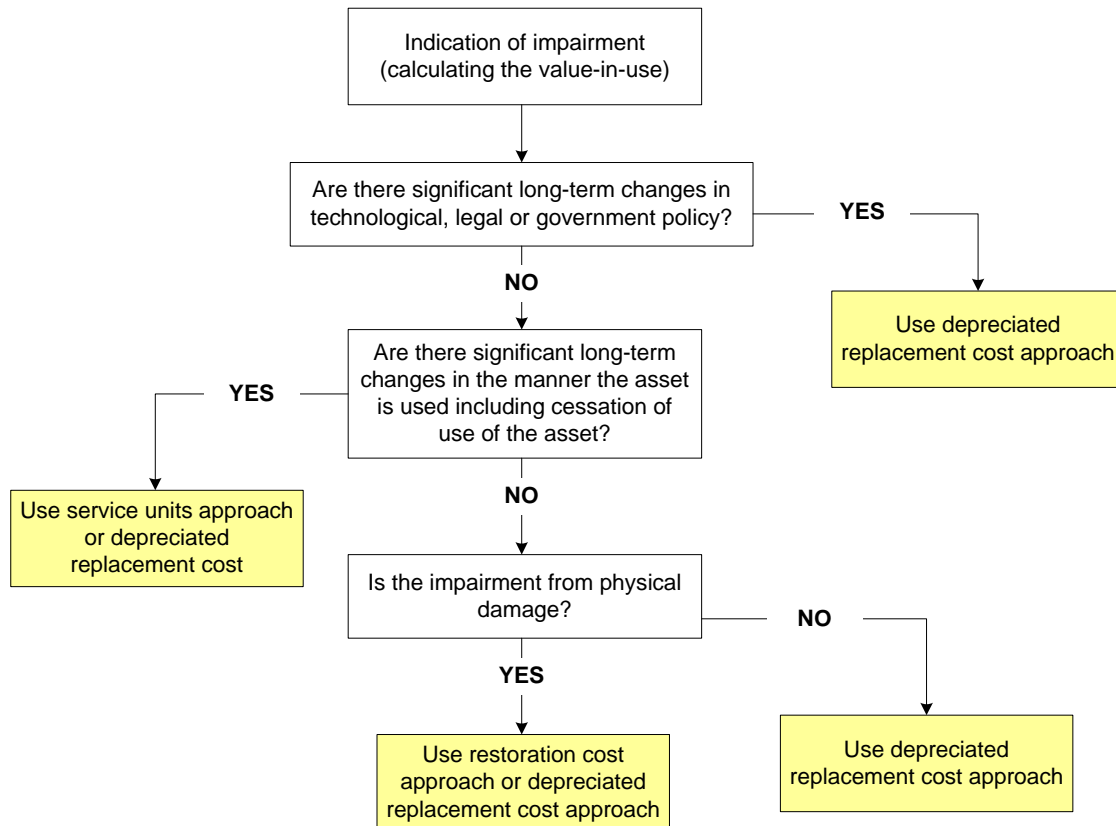 Indication of impairment
(calculating the value-in-use)
Are there significant long-term changes in
technological, legal or government policy?
YES
NO
Use depreciated
replacement cost approach
Are there significant long-term
changes in the manner the asset
is used including cessation of
use of the asset?
YES
NO
Use service units approach
or depreciated
replacement cost
Is the impairment from physical
damage?
NO
YES
Use restoration cost
approach or depreciated
replacement cost approach
Use depreciated
replacement cost approach